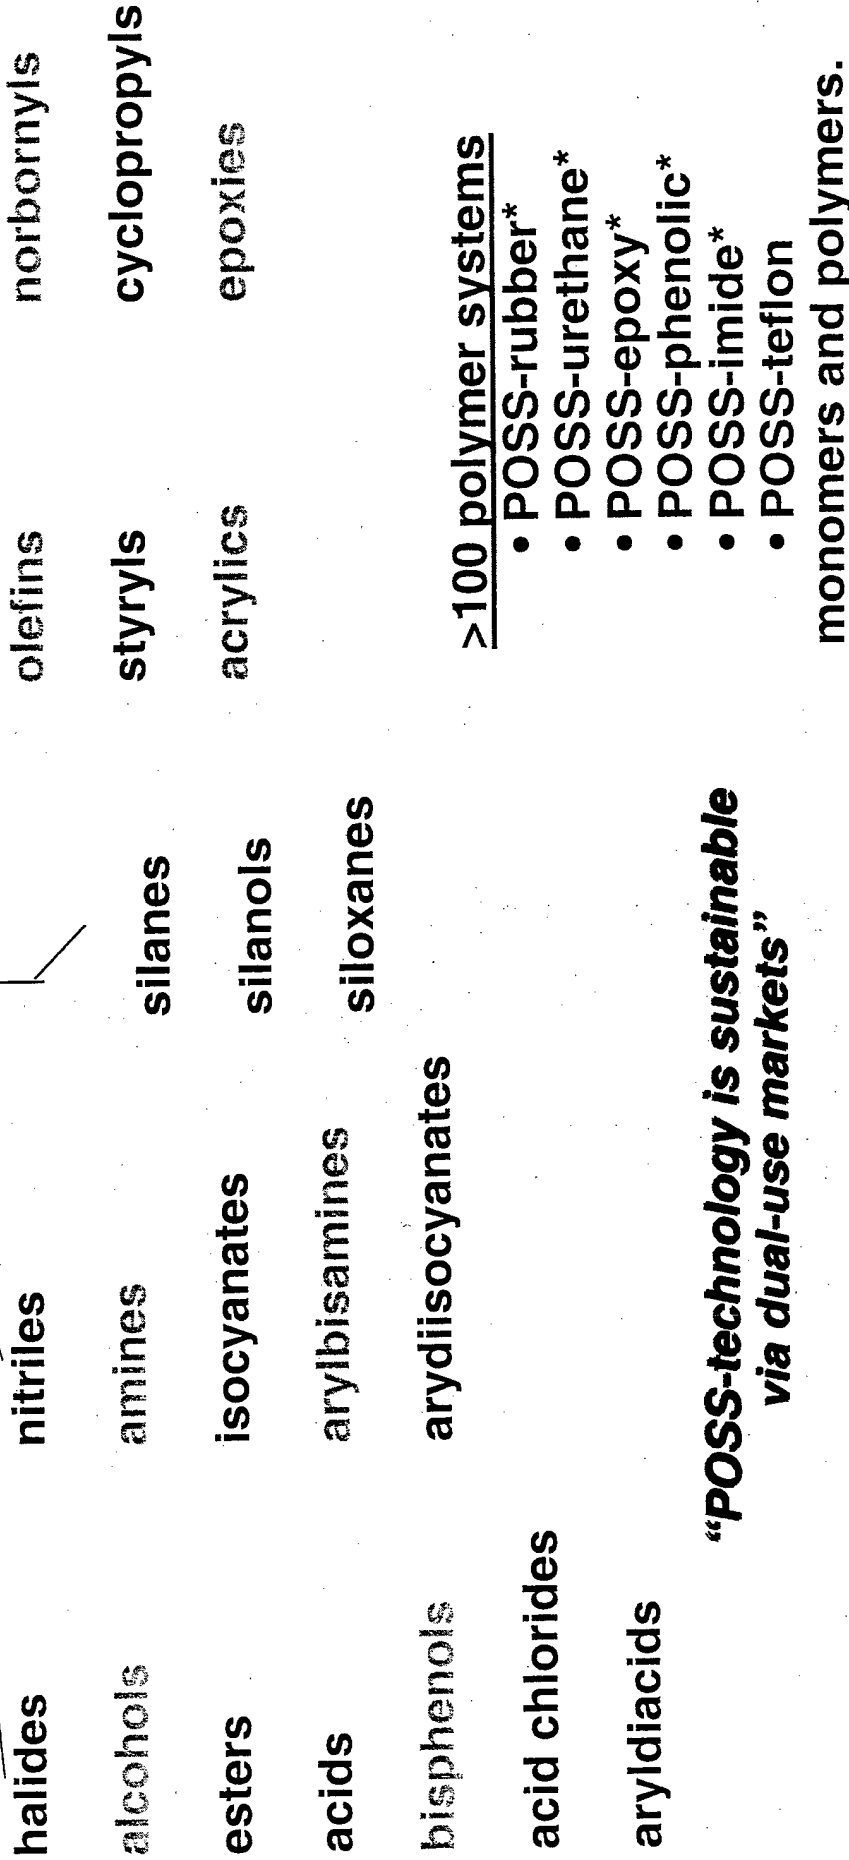 halides
alcohols
esters
acids
bisphenols
acid chlorides
aryldiacids
nitriles
amines
isocyanates
arylbisamines
arydiisocyanates
silanes
silanols
siloxanes
olefins
styryls
acrylics
norbornyls
cyclopropyls
epoxies
>100 polymer systems
• POSS-rubber*
• POSS-urethane*
• POSS-epoxy*
• POSS-phenolic*
• POSS-imide*
• POSS-teflon
"POSS-technology is sustainable
via dual-use markets"
monomers and polymers.